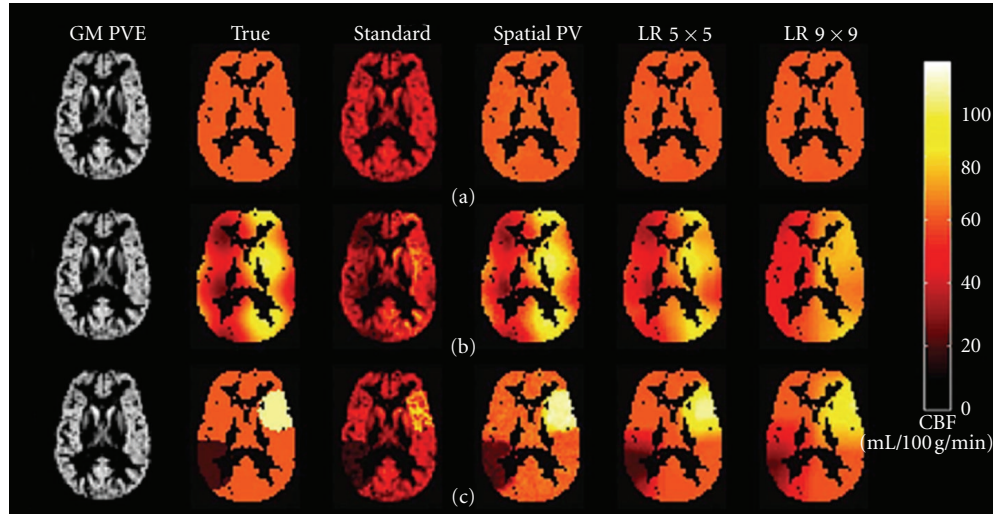 GM PVE True Standard Spatial PV LR 5 × 5 LR 9 × 9
(a)
(b)
(c)
100
80
60
40
20
0
CBF
(mL/100 g/min)